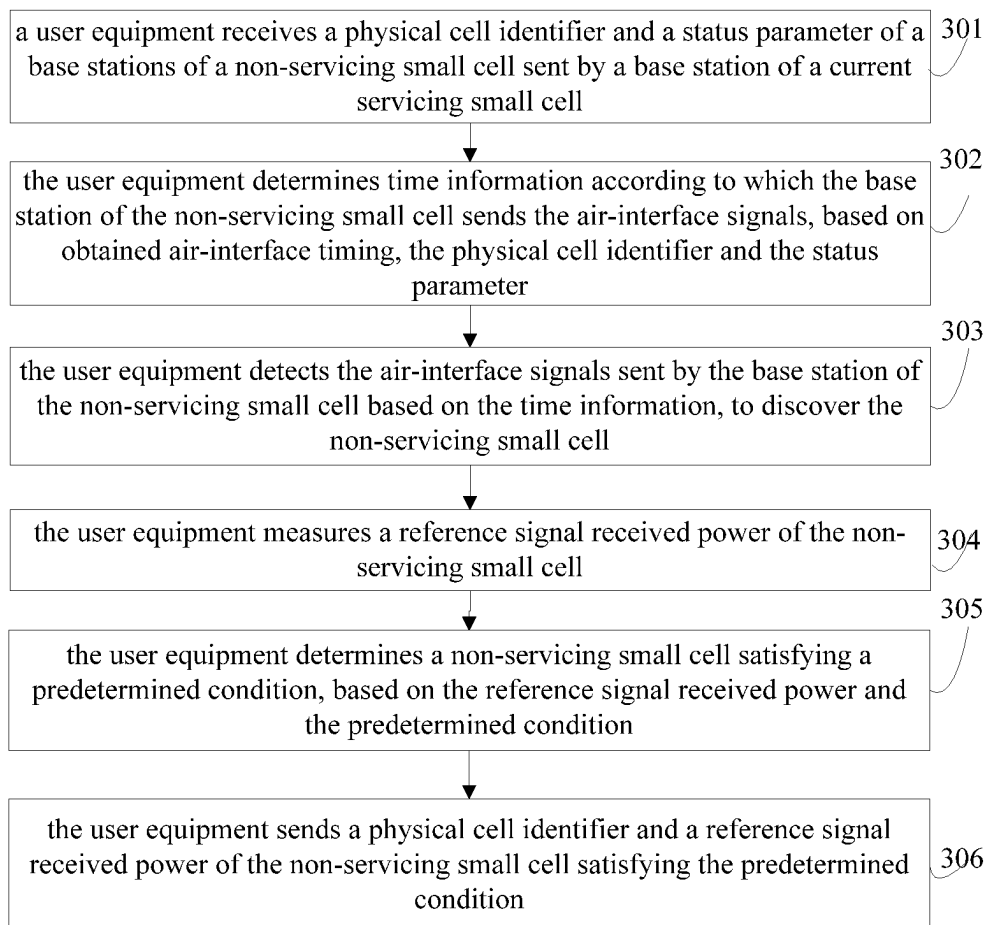 a user equipment receives a physical cell identifier and a status parameter of a
base stations of a non-servicing small cell sent by a base station of a current
servicing small cell
301
the user equipment determines time information according to which the base
station of the non-servicing small cell sends the air-interface signals, based on
obtained air-interface timing, the physical cell identifier and the status
parameter
302
the user equipment detects the air-interface signals sent by the base station of
the non-servicing small cell based on the time information, to discover the
non-servicing small cell
303
the user equipment measures a reference signal received power of the non-
servicing small cell
304
the user equipment determines a non-servicing small cell satisfying a
predetermined condition, based on the reference signal received power and
the predetermined condition
305
the user equipment sends a physical cell identifier and a reference signal
received power of the non-servicing small cell satisfying the predetermined
condition
306